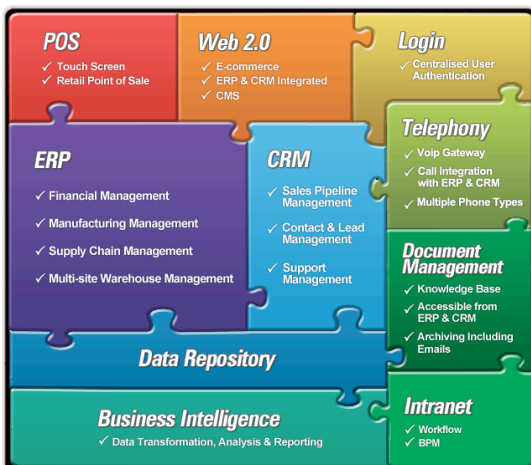 POS
✓ Touch Screen
✓ Retail Point of Sale
Web 2.0
✓ E-commerce
✓ ERP & CRM Integrated
✓ CMS
Login
✓ Centralised User
Authentication
Telephony
✓ Voip Gateway
✓ Call Integration
with ERP & CRM
✓ Multiple Phone Types
ERP
✓ Financial Management
✓ Manufacturing Management
✓ Supply Chain Management
✓ Multi-site Warehouse Management
CRM
✓ Sales Pipeline
Management
✓ Contact & Lead
Management
✓ Support
Management
Document
Management
✓ Knowledge Base
✓ Accessible from
ERP & CRM
✓ Archiving Including
Emails
Data Repository
Business Intelligence
✓ Data Transformation, Analysis & Reporting
Intranet
✓ Workflow
✓ BPM